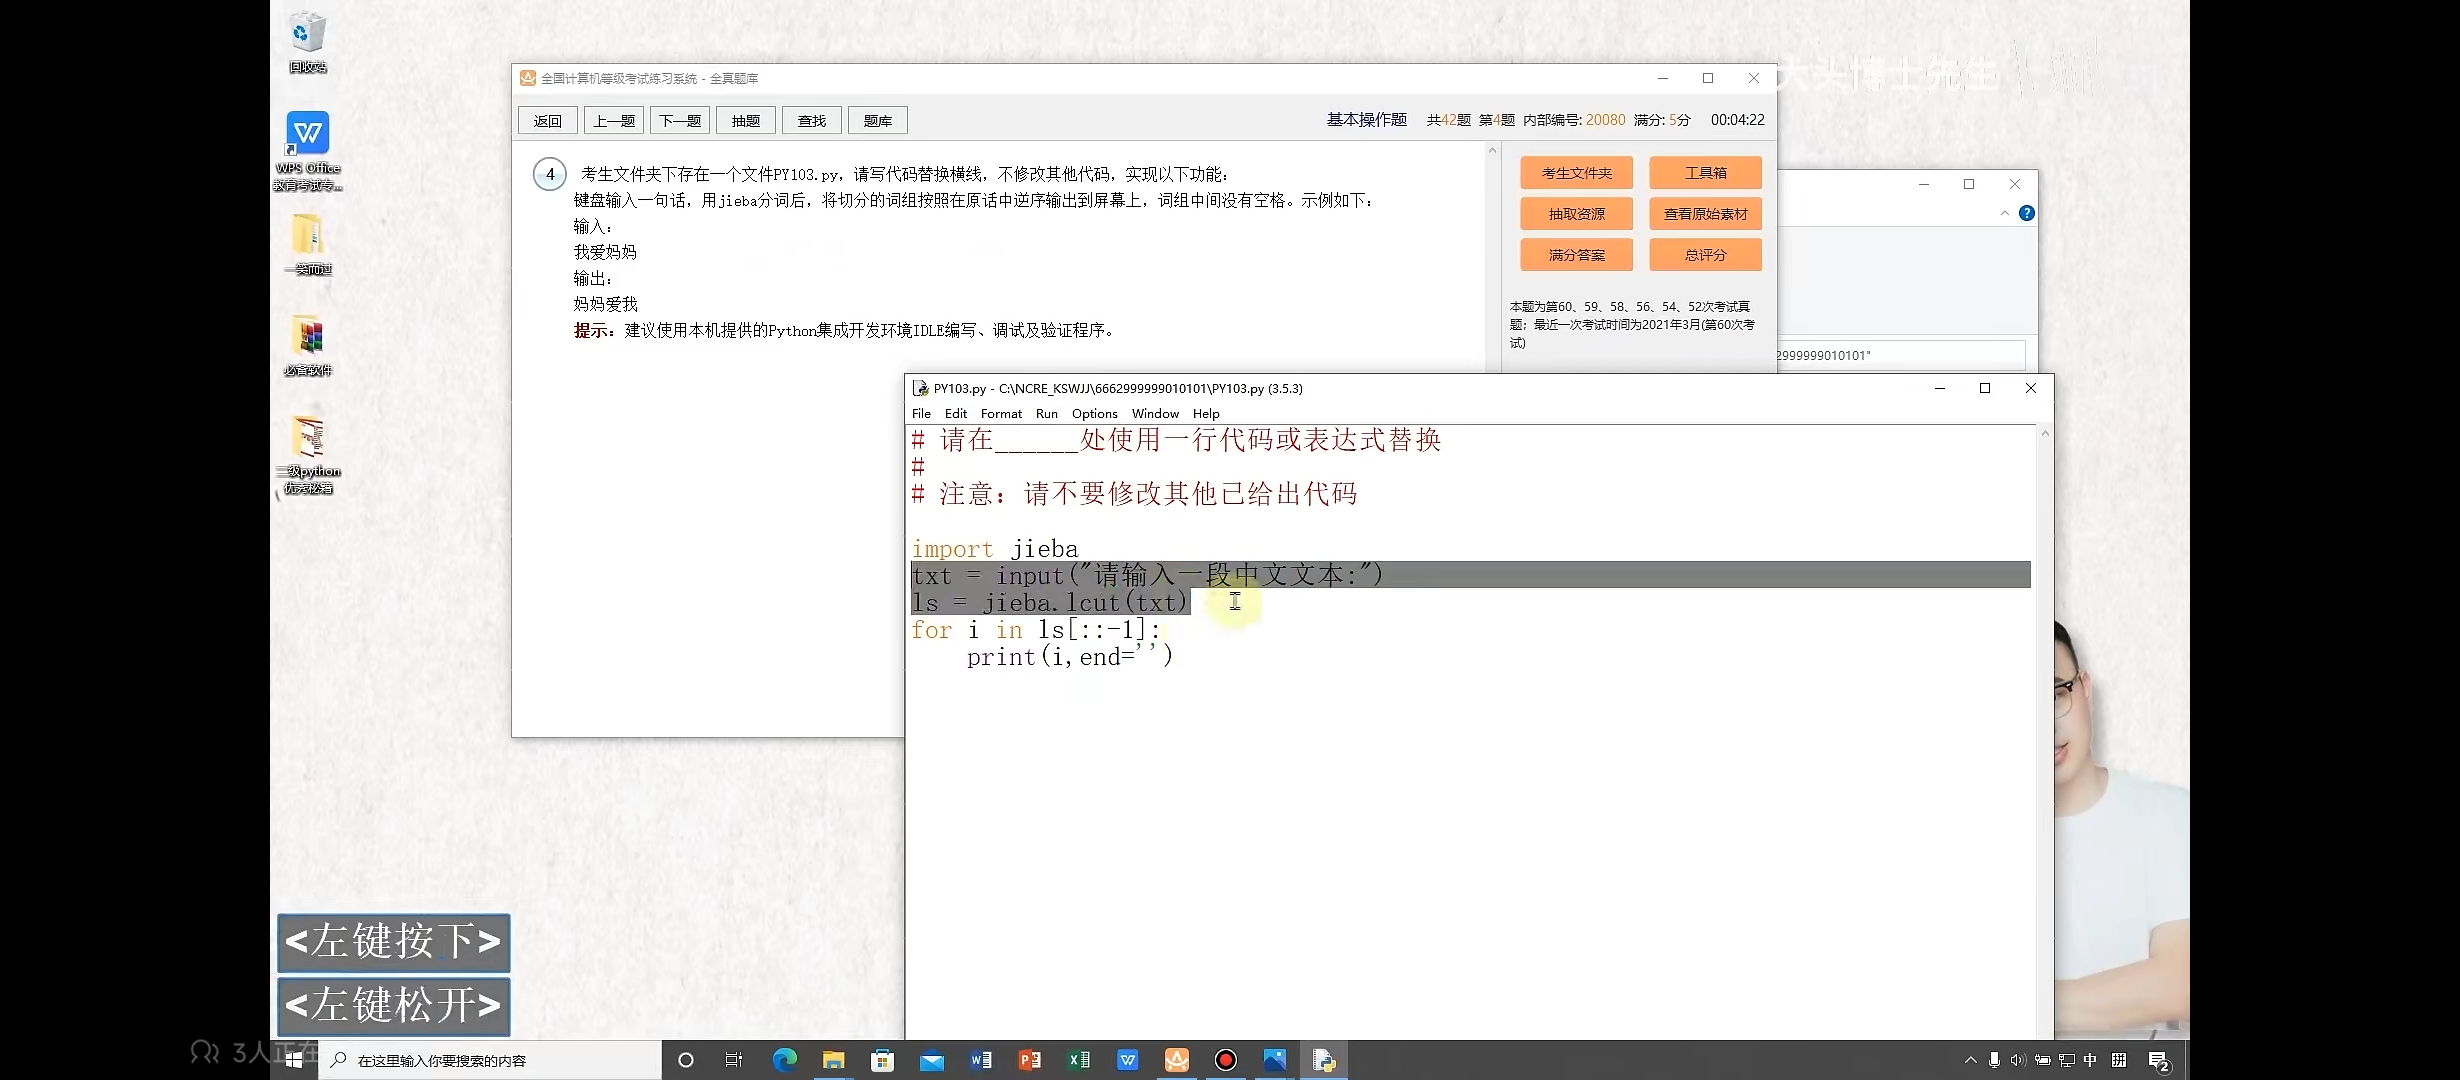 回收站
WPS Office
教育考试专...
一笑而过
必备软件
二级python
优秀秘籍
全国计算机等级考试练习系统 - 全真题库
大头博士先生
返回
上一题
下一题
抽题
查找
题库
基本操作题 共42题 第4题 内部编号: 20080 满分: 5分 00:04:22
4 考生文件夹下存在一个文件PY103.py，请写代码替换横线，不修改其他代码，实现以下功能：
键盘输入一句话，用jieba分词后，将切分的词组按照在原话中逆序输出到屏幕上，词组中间没有空格。示例如下：
输入：
我爱妈妈
输出：
妈妈爱我
提示：建议使用本机提供的Python集成开发环境IDLE编写、调试及验证程序。
考生文件夹
工具箱
抽取资源
查看原始素材
满分答案
总评分
本题为第60、59、58、56、54、52次考试真
题；最近一次考试时间为2021年3月(第60次考
试)
2999999010101"
PY103.py - C:\NCRE_KSWJJ\6662999999010101\PY103.py (3.5.3)
File Edit Format Run Options Window Help
# 请在______处使用一行代码或表达式替换
#
# 注意：请不要修改其他已给出代码
import jieba
txt = input("请输入一段中文文本:")
ls = jieba.lcut(txt)
for i in ls[::-1]:
    print(i,end='')
<左键按下>
<左键松开>
3人正在
在这里输入你要搜索的内容
中
拼
2